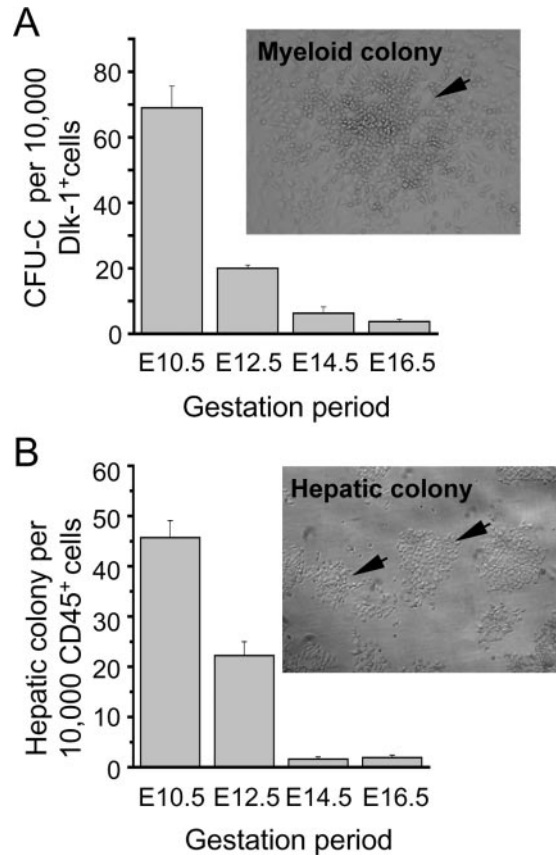 A
CFU-C per 10,000
Dlk-1+cells
80
60
40
20
0
Myeloid colony
E10.5 E12.5 E14.5 E16.5
Gestation period
B
Hepatic colony per
10,000 CD45+ cells
60
50
40
30
20
10
0
Hepatic colony
E10.5 E12.5 E14.5 E16.5
Gestation period